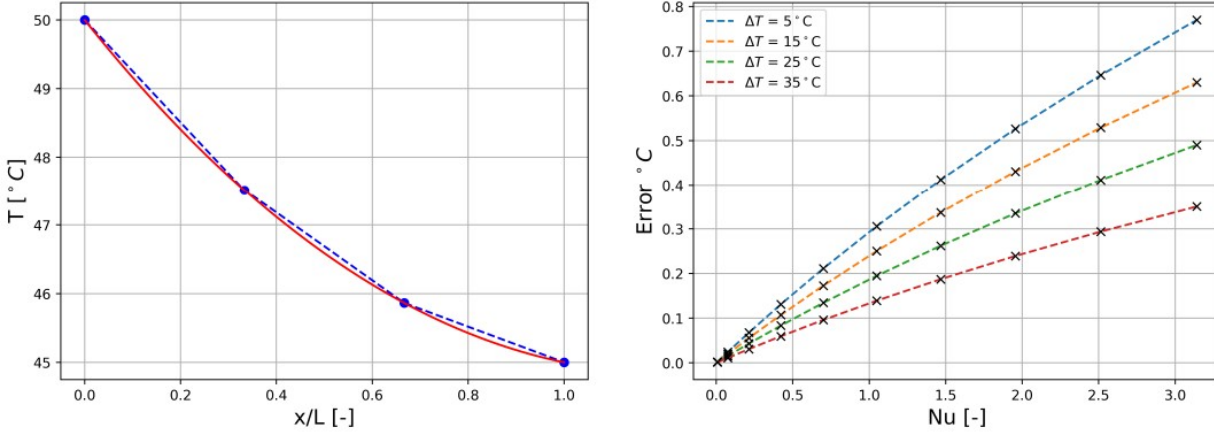 50
49
48
47
46
45
T [°C]
0.0 0.2 0.4 0.6 0.8 1.0
x/L [-]
0.8
0.7
0.6
0.5
0.4
0.3
0.2
0.1
0.0
Error °C
ΔT = 5°C
ΔT = 15°C
ΔT = 25°C
ΔT = 35°C
0.0 0.5 1.0 1.5 2.0 2.5 3.0
Nu [-]